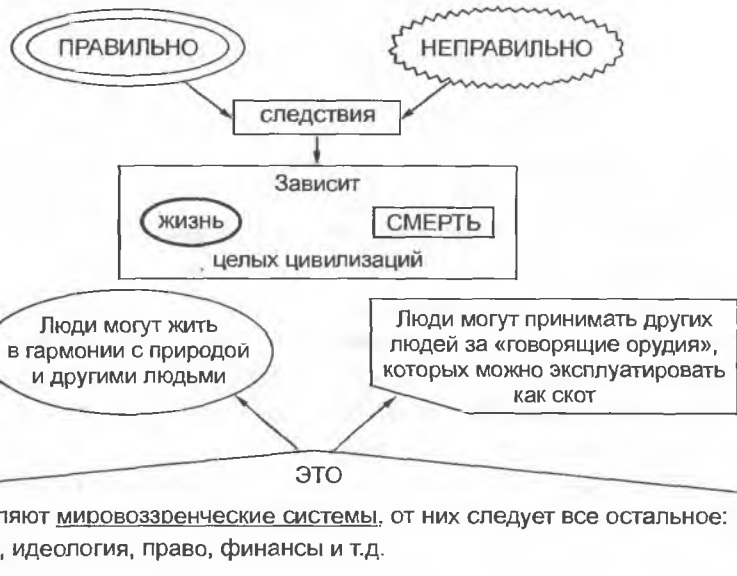 ПРАВИЛЬНО
НЕПРАВИЛЬНО
следствия
Зависит
жизнь
СМЕРТЬ
целых цивилизаций
Люди могут жить
в гармонии с природой
и другими людьми
Люди могут принимать других
людей за «говорящие орудия»,
которых можно эксплуатировать
как скот
ЭТО
мировоззренческие системы, от них следует все остальное:
, идеология, право, финансы и т.д.